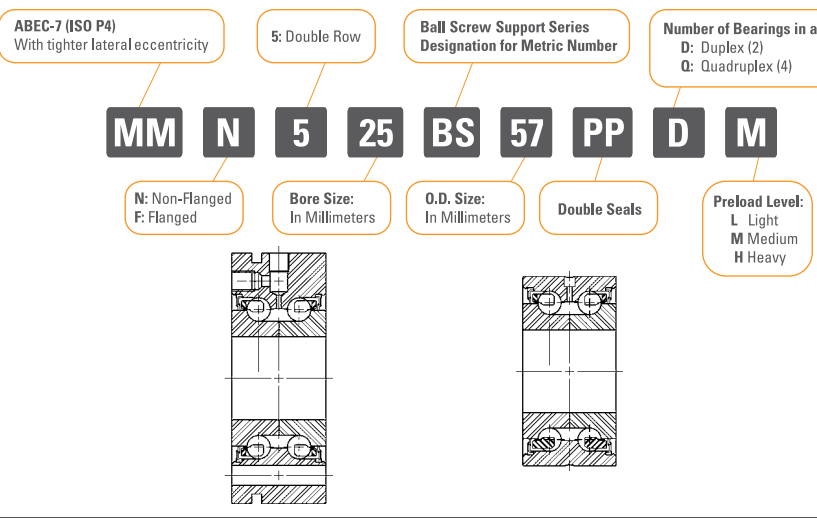 ABEC-7 (ISO P4)
With tighter lateral eccentricity
5: Double Row
Ball Screw Support Series
Designation for Metric Number
Number of Bearings in a
D: Duplex (2)
Q: Quadruplex (4)
MM N 5 25 BS 57 PP D M
N: Non-Flanged
F: Flanged
Bore Size:
In Millimeters
O.D. Size:
In Millimeters
Double Seals
Preload Level:
L Light
M Medium
H Heavy